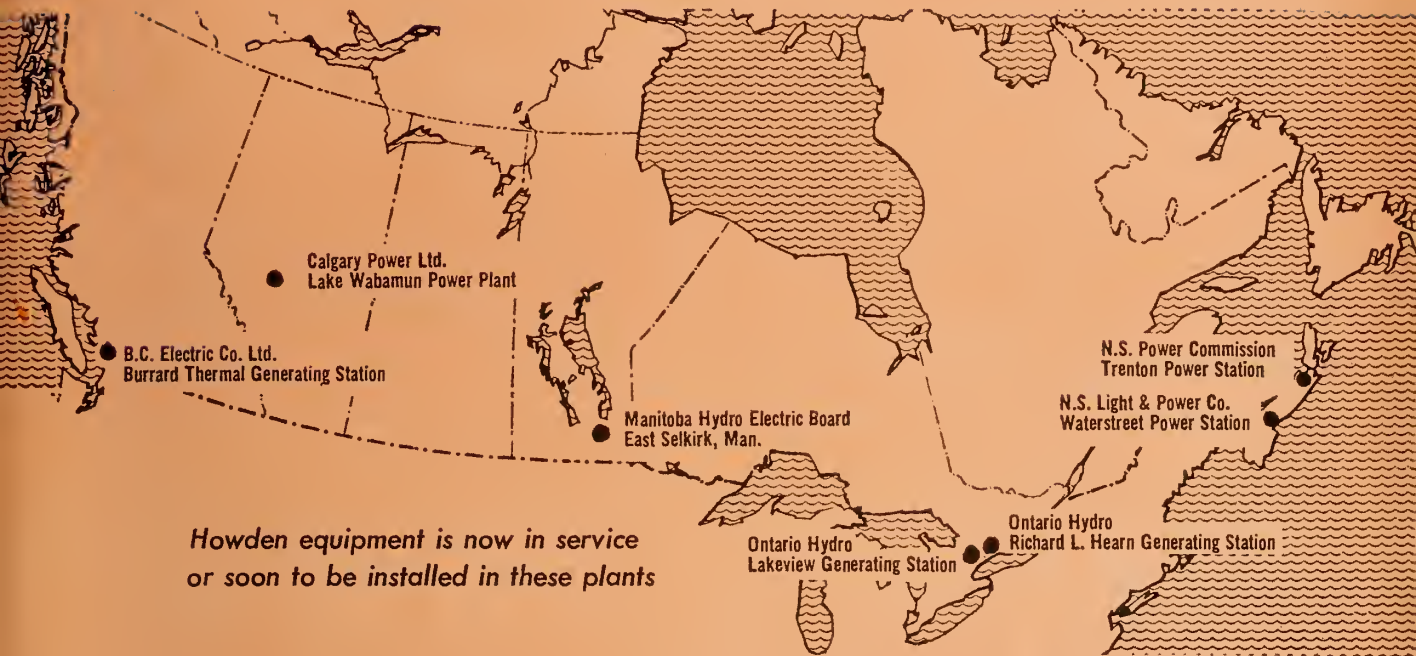 Calgary Power Ltd.
Lake Wabamun Power Plant
B.C. Electric Co. Ltd.
Burrard Thermal Generating Station
N.S. Power Commission
Trenton Power Station
N.S. Light & Power Co.
Waterstreet Power Station
Manitoba Hydro Electric Board
East Selkirk, Man.
Ontario Hydro
Richard L. Hearn Generating Station
Ontario Hydro
Lakeview Generating Station
Howden equipment is now in service
or soon to be installed in these plants